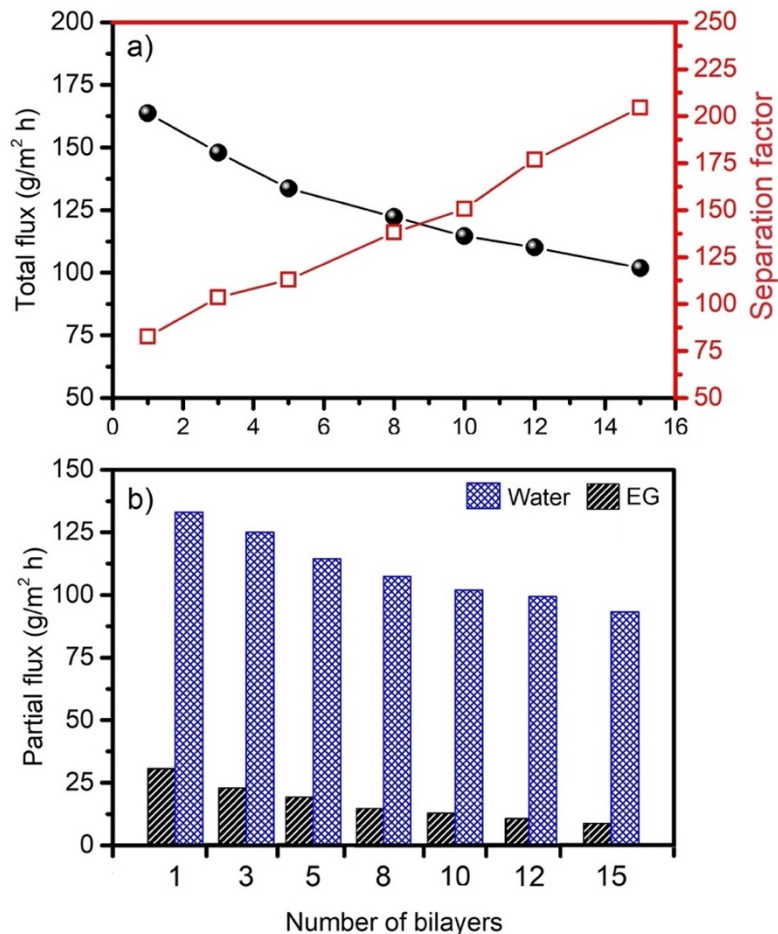 a)
Total flux (g/m² h)
200
175
150
125
100
75
50
Separation factor
250
225
200
175
150
125
100
75
50
0 2 4 6 8 10 12 14 16
b)
Water EG
Partial flux (g/m² h)
150
125
100
75
50
25
0
1 3 5 8 10 12 15
Number of bilayers